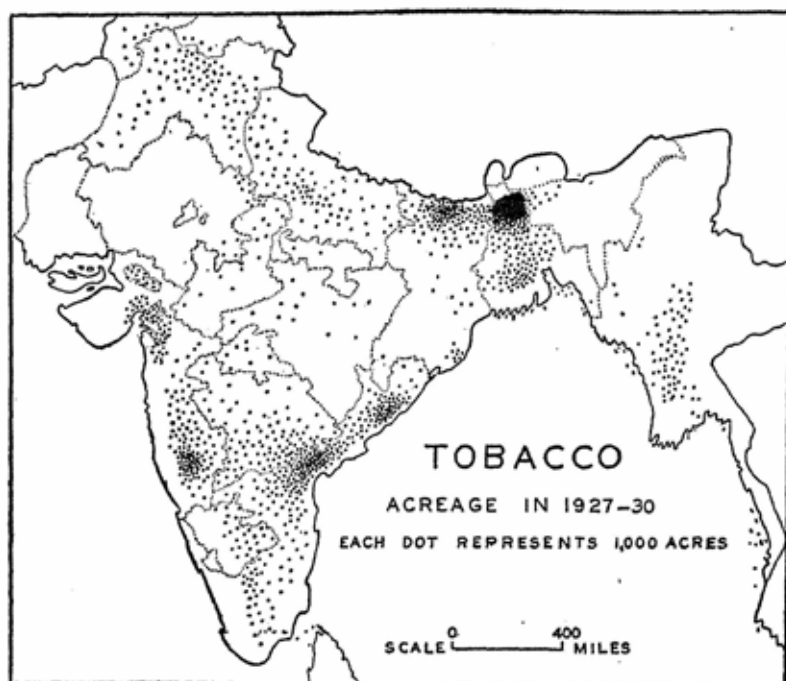 TOBACCO
ACREAGE IN 1927-30
EACH DOT REPRESENTS 1,000 ACRES
0 400
SCALE MILES